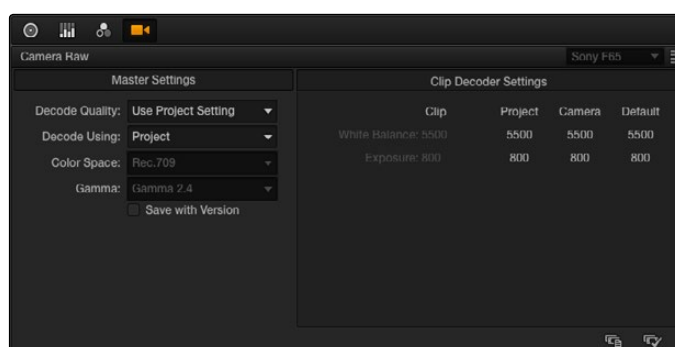 Camera Raw
Sony F65
Master Settings
Clip Decoder Settings
Decode Quality: Use Project Setting
Decode Using: Project
Color Space: Rec.709
Gamma: Gamma 2.4
Save with Version
Clip Project Camera Default
White Balance: 5500 5500 5500 5500
Exposure: 800 800 800 800